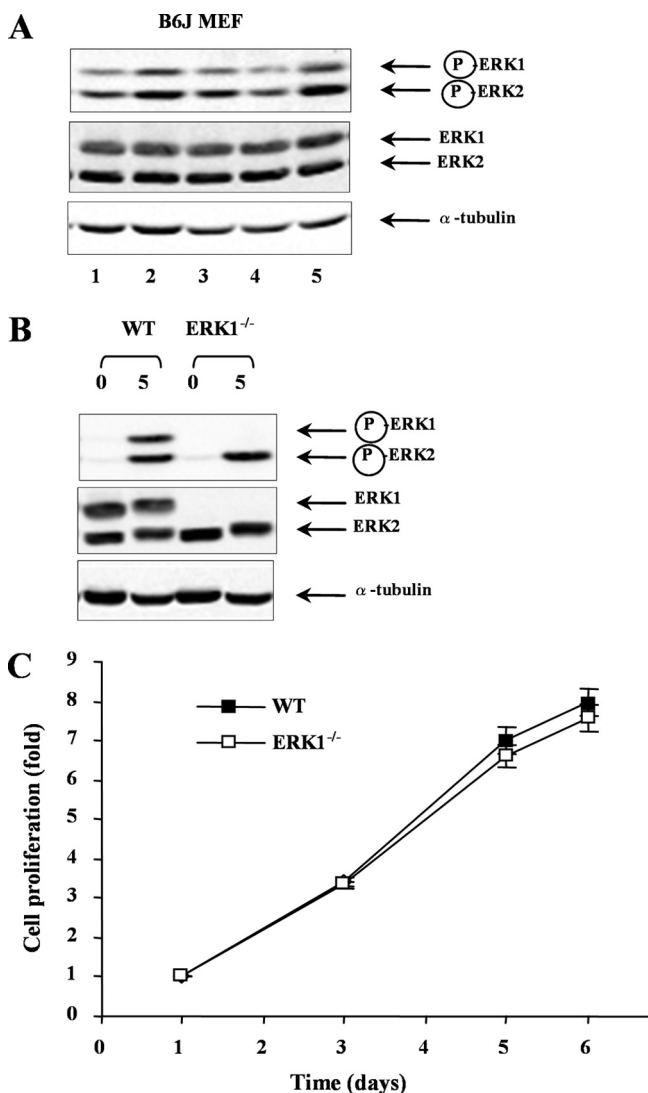 A
B6J MEF
P -ERK1
P -ERK2
ERK1
ERK2
α-tubulin
1 2 3 4 5
B
WT ERK1-/-
0 5 0 5
P -ERK1
P -ERK2
ERK1
ERK2
α-tubulin
C
9
8
7
6
5
4
3
2
1
0
Cell proliferation (fold)
WT
ERK1-/-
0 1 2 3 4 5 6
Time (days)